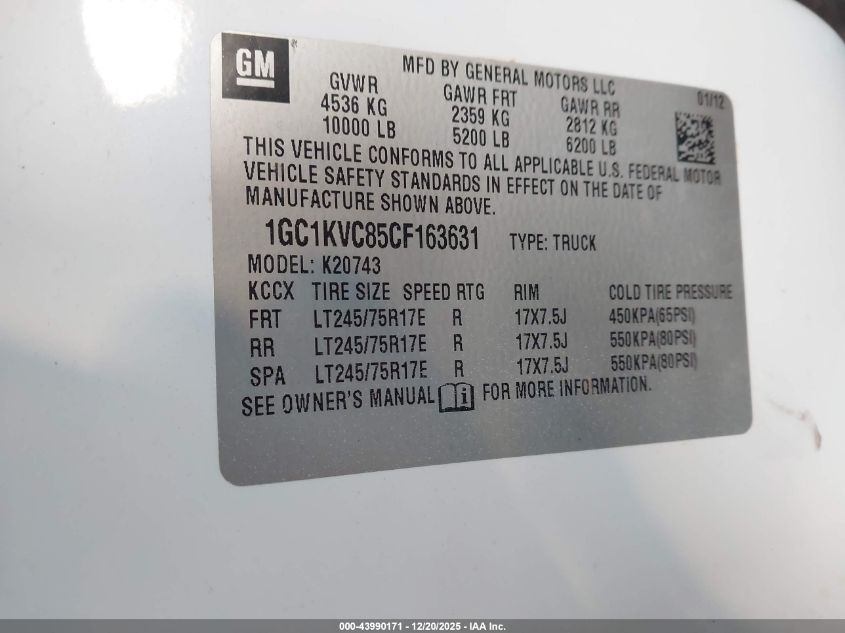 GM
MFD BY GENERAL MOTORS LLC
01/12
GVWR GAWR FRT GAWR RR
4536 KG 2359 KG 2812 KG
10000 LB 5200 LB 6200 LB
THIS VEHICLE CONFORMS TO ALL APPLICABLE U.S. FEDERAL MOTOR
VEHICLE SAFETY STANDARDS IN EFFECT ON THE DATE OF
MANUFACTURE SHOWN ABOVE.
1GC1KVC85CF163631 TYPE: TRUCK
MODEL: K20743
KCCX TIRE SIZE SPEED RTG RIM COLD TIRE PRESSURE
FRT LT245/75R17E R 17X7.5J 450KPA(65PSI)
RR LT245/75R17E R 17X7.5J 550KPA(80PSI)
SPA LT245/75R17E R 17X7.5J 550KPA(80PSI)
SEE OWNER'S MANUAL i FOR MORE INFORMATION.
000-43990171 - 12/20/2025 - IAA Inc.